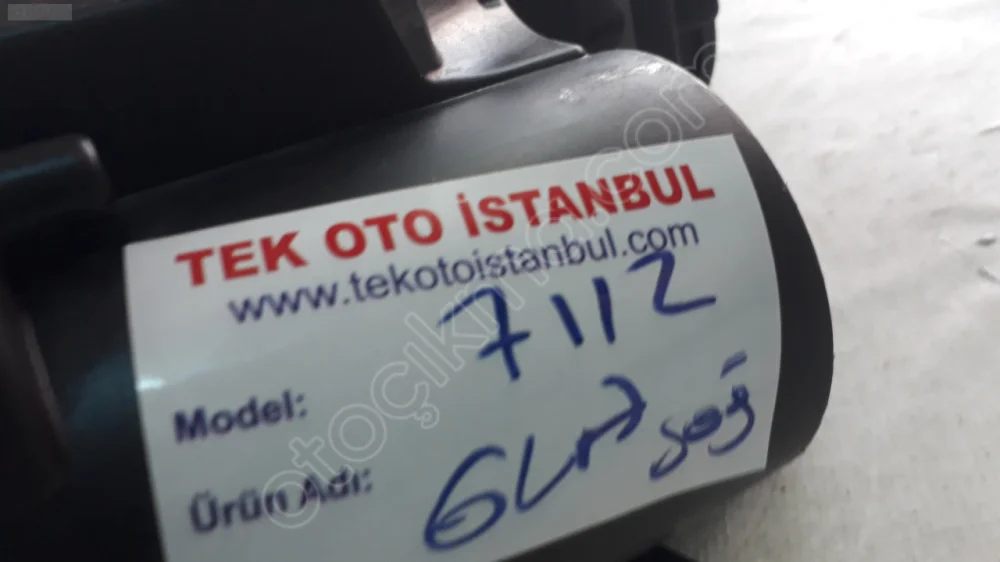 TEK OTO İSTANBUL
www.tekotoistanbul.com
7112
Model:
Ürün Adı:
sağ
otoçıkma.com